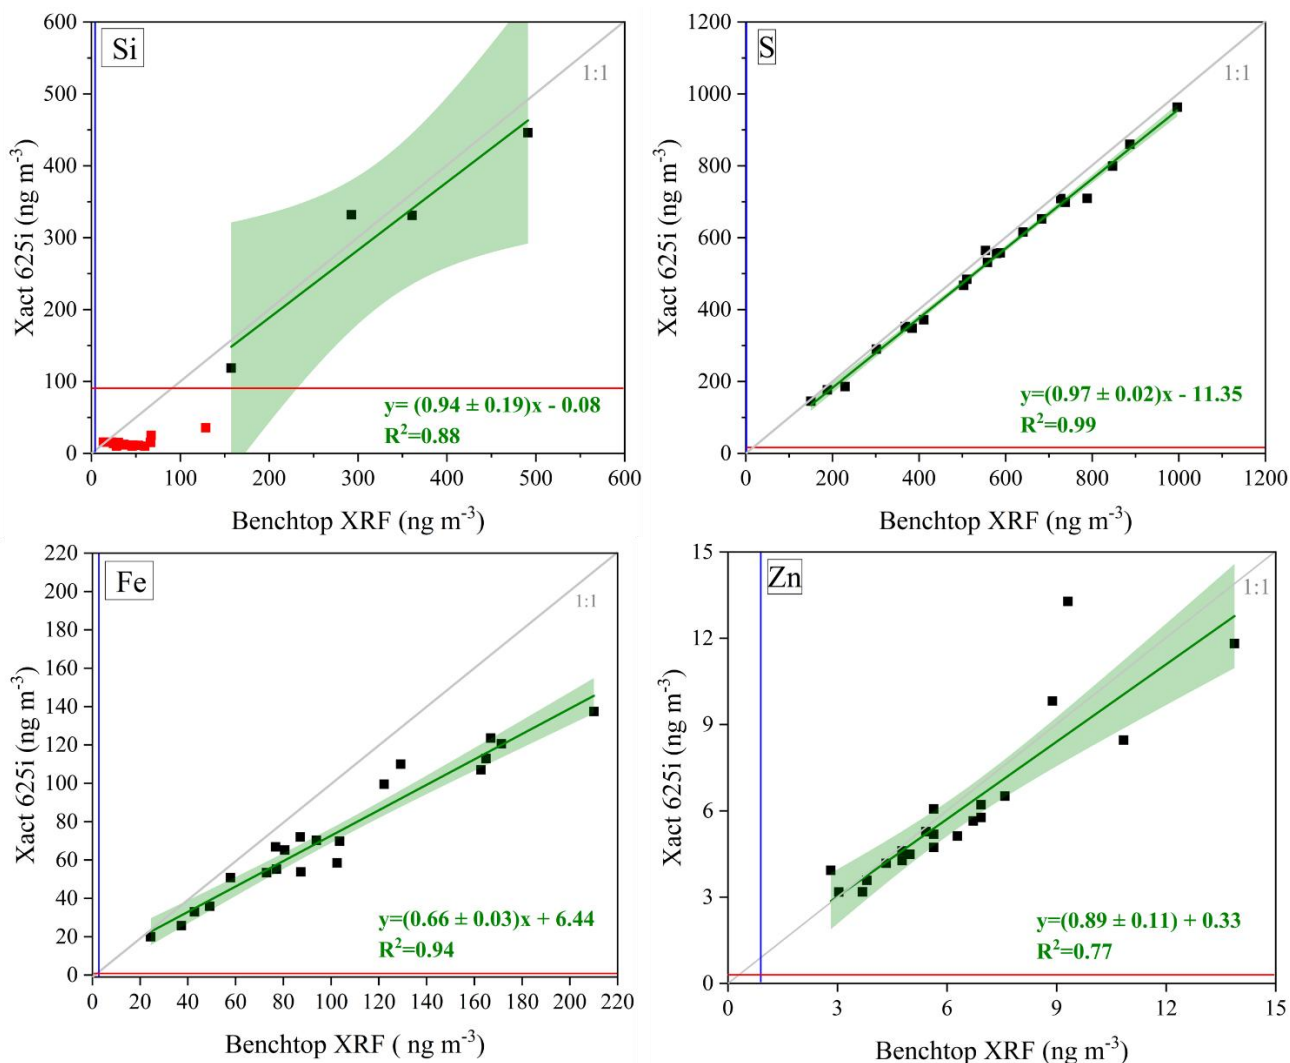 Si
1:1
600
500
400
300
200
100
0
Xact 625i (ng m⁻³)
y= (0.94 ± 0.19)x - 0.08
R²=0.88
0 100 200 300 400 500 600
Benchtop XRF (ng m⁻³)
S
1:1
1200
1000
800
600
400
200
0
Xact 625i (ng m⁻³)
y=(0.97 ± 0.02)x - 11.35
R²=0.99
0 200 400 600 800 1000 1200
Benchtop XRF (ng m⁻³)
Fe
1:1
220
200
180
160
140
120
100
80
60
40
20
0
Xact 625i (ng m⁻³)
y=(0.66 ± 0.03)x + 6.44
R²=0.94
0 20 40 60 80 100 120 140 160 180 200 220
Benchtop XRF ( ng m⁻³)
Zn
1:1
15
12
9
6
3
0
Xact 625i (ng m⁻³)
y=(0.89 ± 0.11) + 0.33
R²=0.77
0 3 6 9 12 15
Benchtop XRF (ng m⁻³)